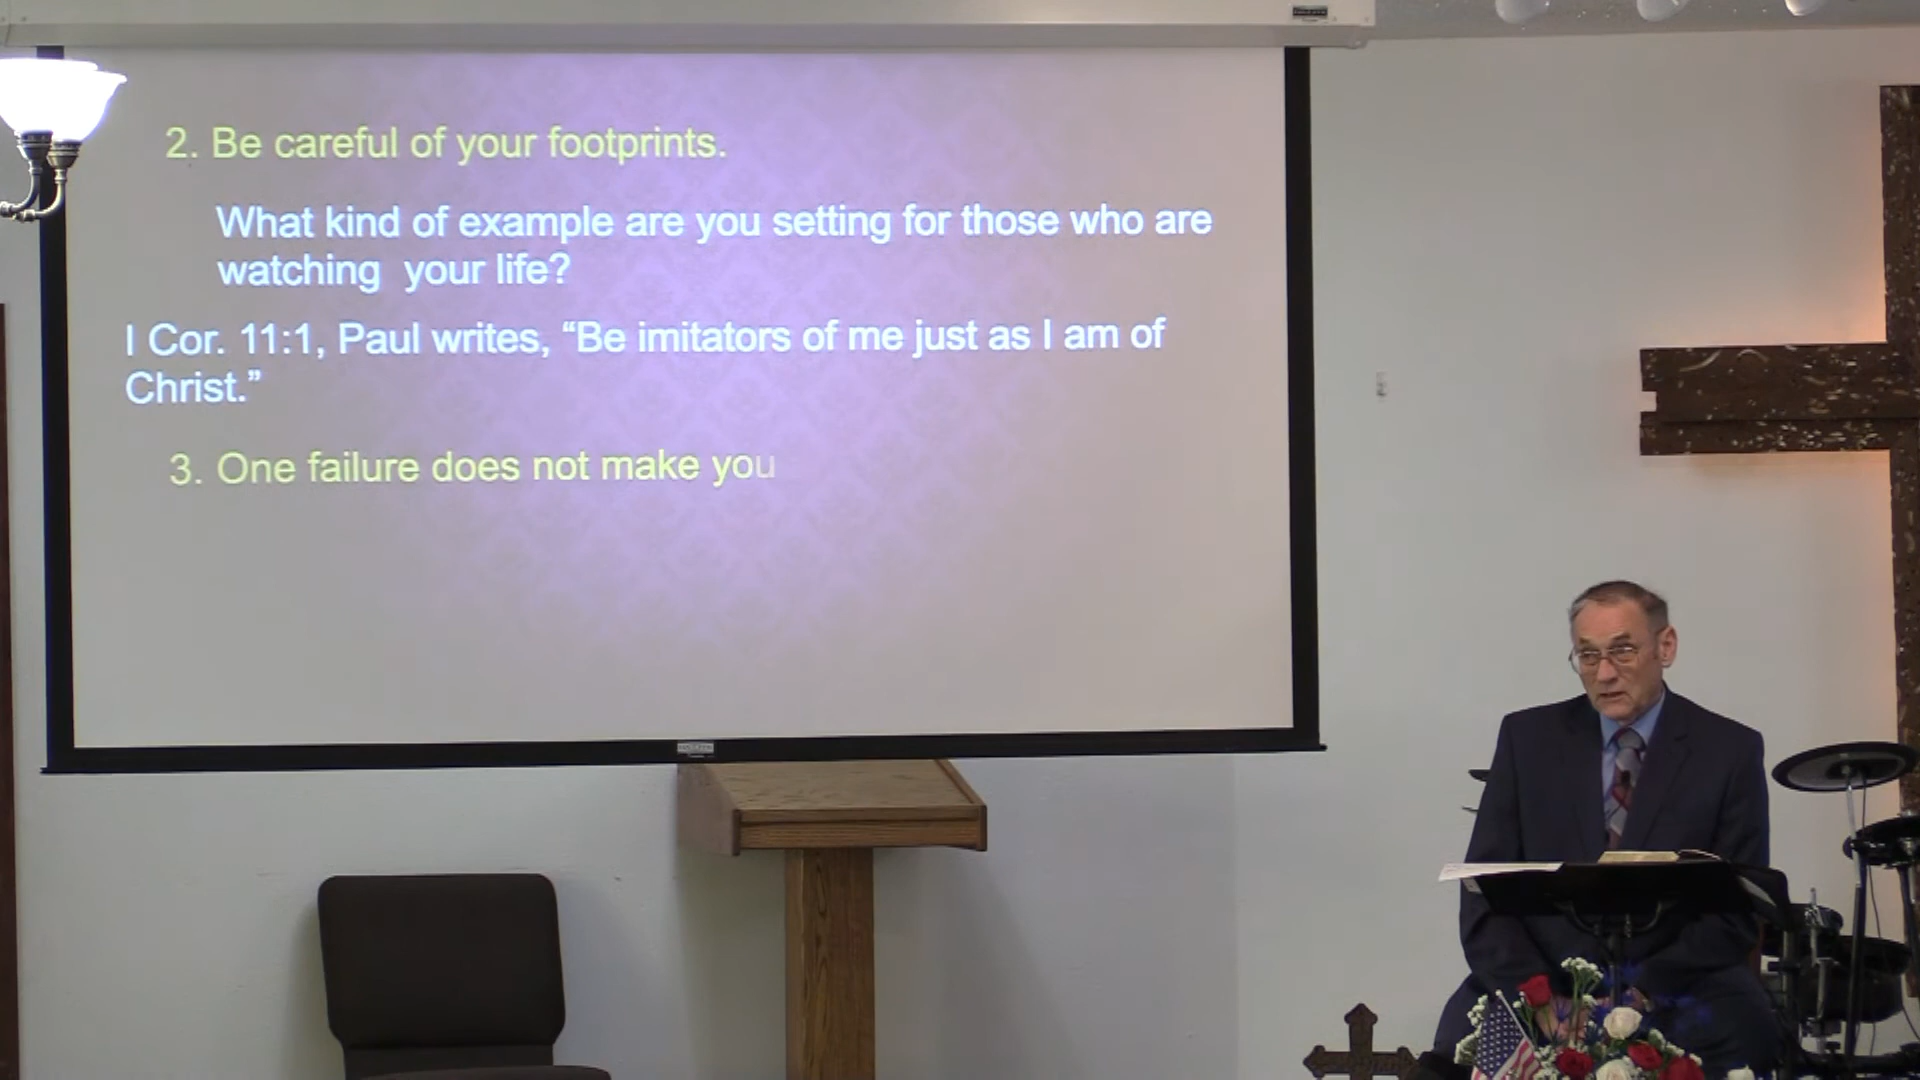 2. Be careful of your footprints.
What kind of example are you setting for those who are
watching your life?
I Cor. 11:1, Paul writes, “Be imitators of me just as I am of
Christ.”
3. One failure does not make you